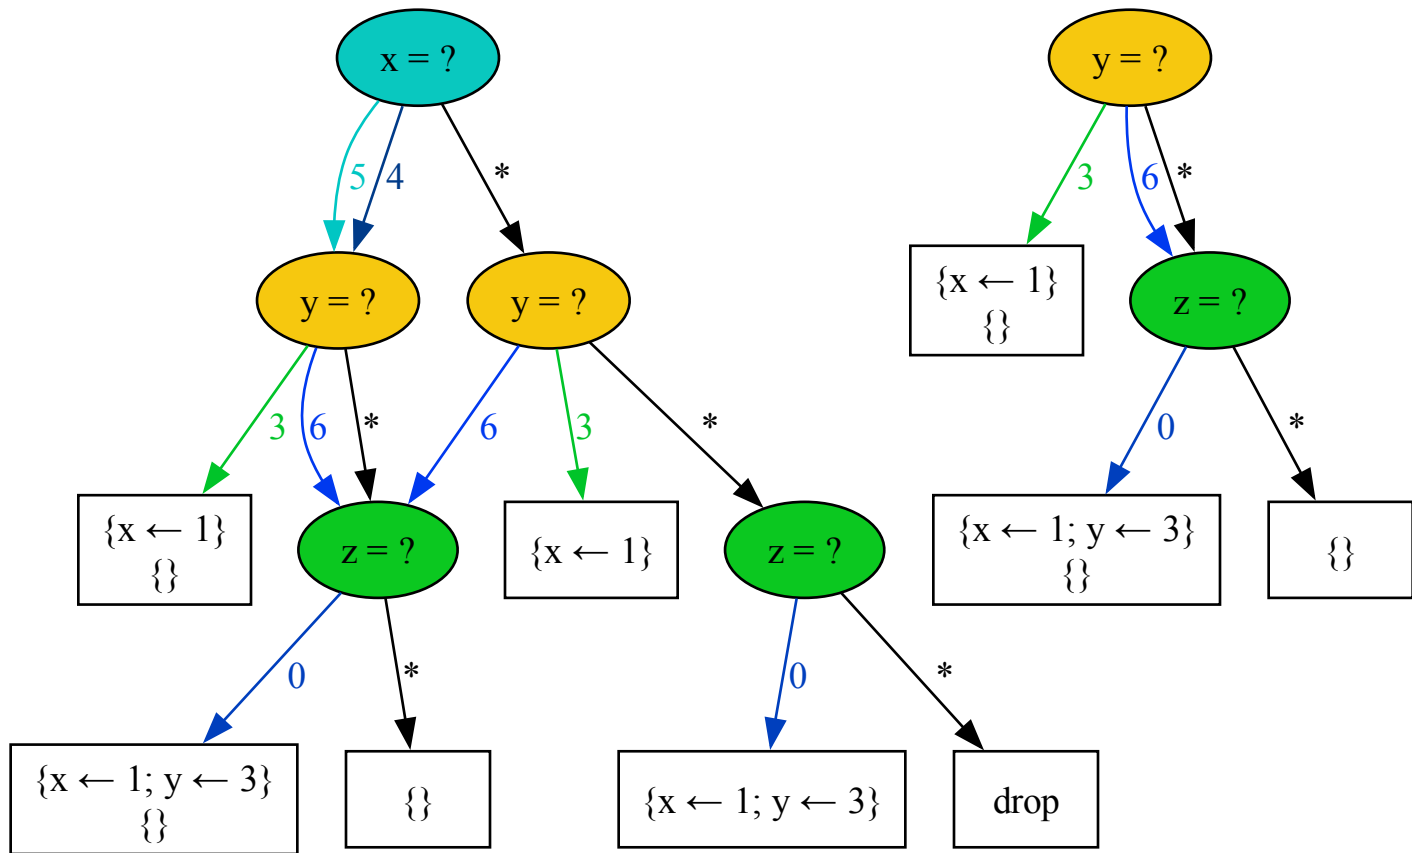 x = ?
y = ?
5
4
*
3
6
*
y = ?
y = ?
{x ← 1}
{}
z = ?
3
6
*
6
3
*
0
*
{x ← 1}
{}
z = ?
{x ← 1}
z = ?
{x ← 1; y ← 3}
{}
{}
0
*
0
*
{x ← 1; y ← 3}
{}
{}
{x ← 1; y ← 3}
drop